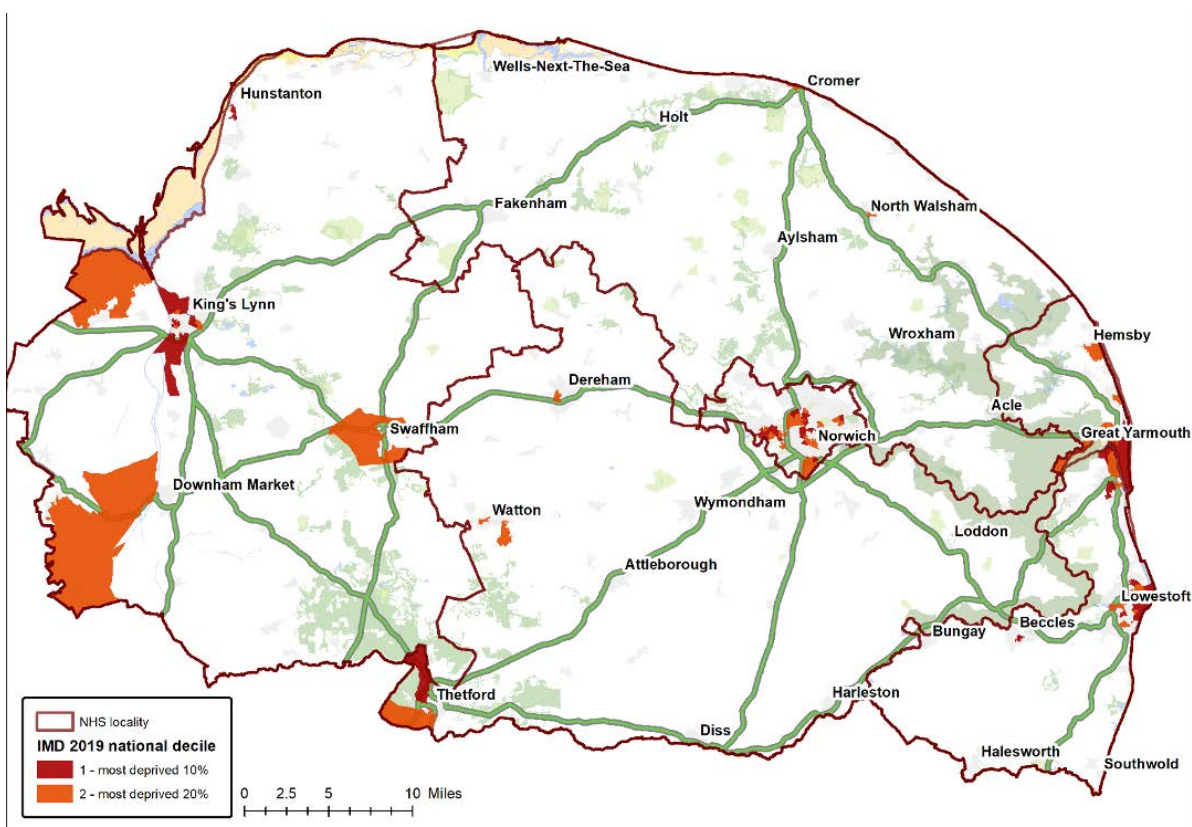 Wells-Next-The-Sea
Cromer
Hunstanton
Holt
Fakenham
North Walsham
Aylsham
King's Lynn
Wroxham
Hemsby
Dereham
Acle
Swaffham
Norwich
Great Yarmouth
Downham Market
Wymondham
Watton
Loddon
Attleborough
Lowestoft
Beccles
Bungay
Thetford
Harleston
Diss
Halesworth
Southwold
NHS locality
IMD 2019 national decile
1 - most deprived 10%
2 - most deprived 20%
0 2.5 5 10 Miles